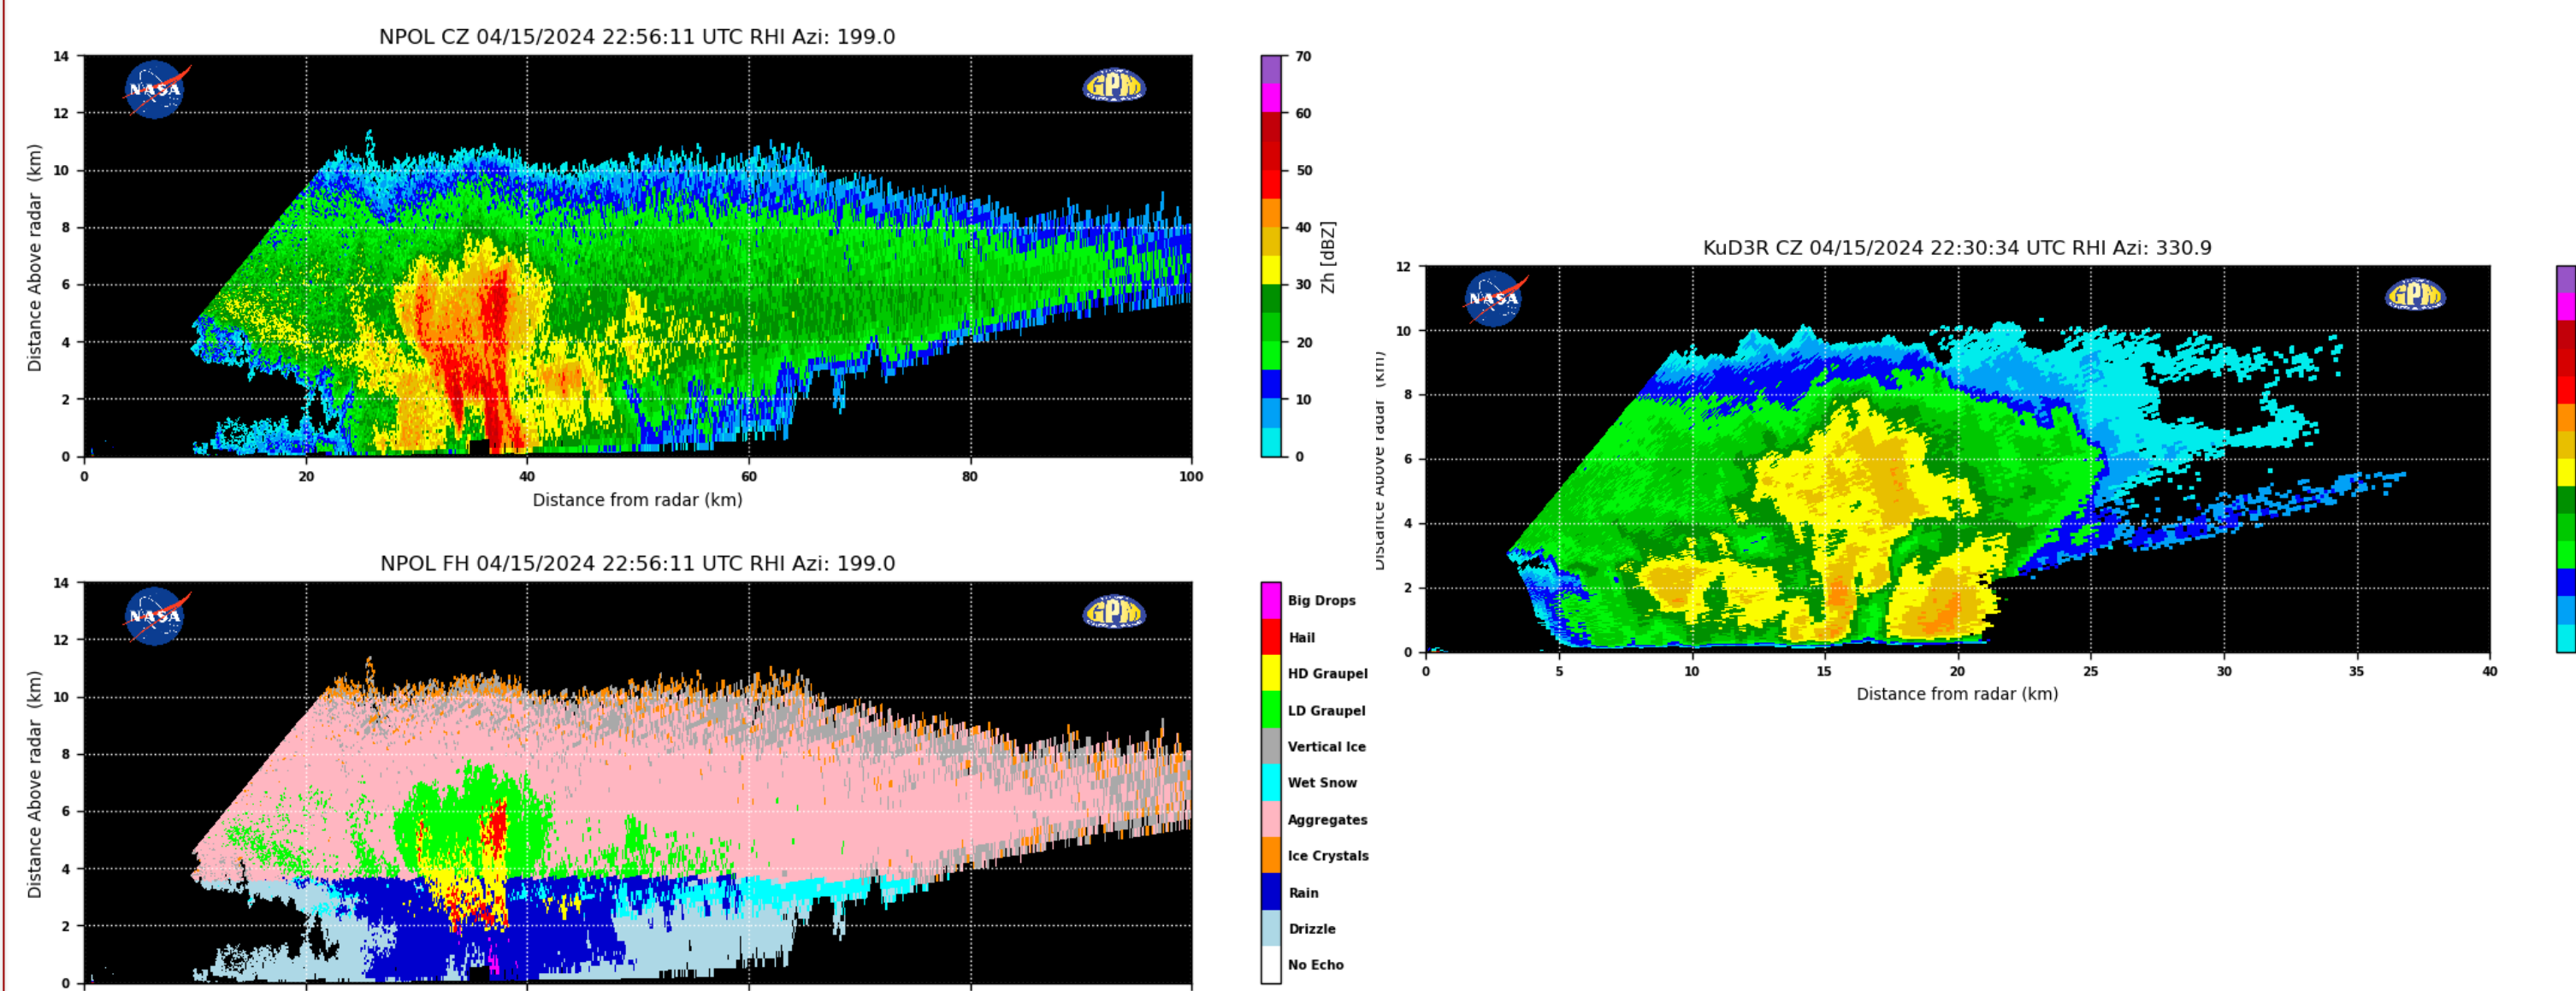 NPOL CZ 04/15/2024 22:56:11 UTC RHI Azi: 199.0
14
12
10
8
6
4
2
0
Distance Above radar (km)
NASA
GPM
0 20 40 60 80 100
Distance from radar (km)
70
60
50
40
30
20
10
0
Zh [dBZ]
NPOL FH 04/15/2024 22:56:11 UTC RHI Azi: 199.0
14
12
10
8
6
4
2
0
Distance Above radar (km)
NASA
GPM
Big Drops
Hail
HD Graupel
LD Graupel
Vertical Ice
Wet Snow
Aggregates
Ice Crystals
Rain
Drizzle
No Echo
KuD3R CZ 04/15/2024 22:30:34 UTC RHI Azi: 330.9
12
10
8
6
4
2
0
Distance Above radar (km)
NASA
GPM
0 5 10 15 20 25 30 35 40
Distance from radar (km)